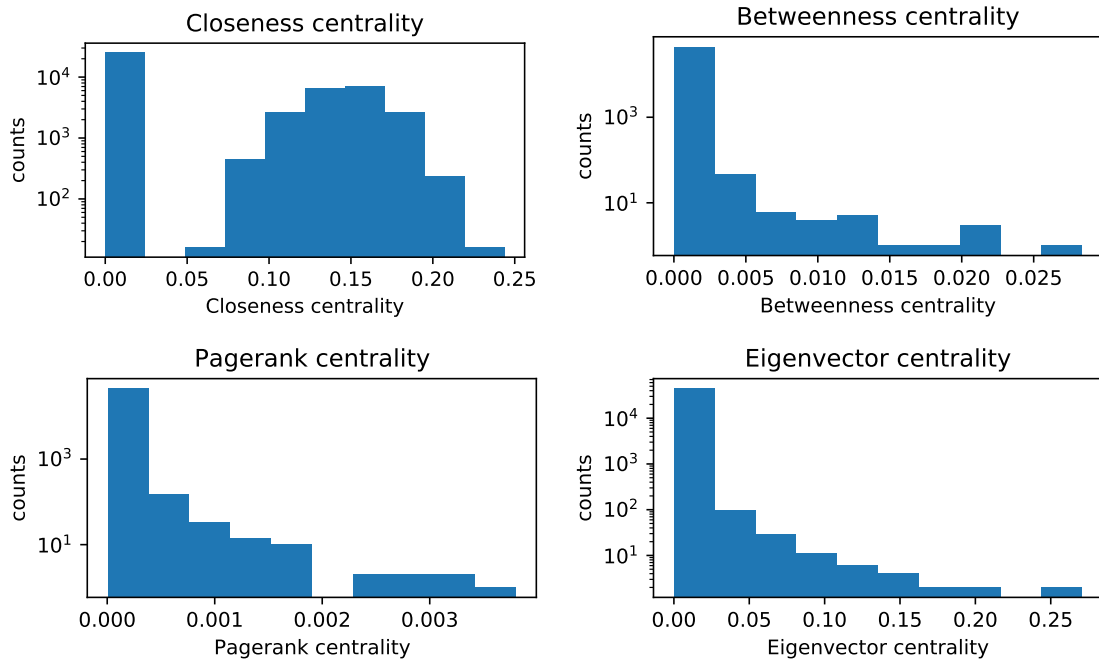 Closeness centrality
counts
10^4
10^3
10^2
0.00 0.05 0.10 0.15 0.20 0.25
Closeness centrality
Betweenness centrality
counts
10^3
10^1
0.000 0.005 0.010 0.015 0.020 0.025
Betweenness centrality
Pagerank centrality
counts
10^3
10^1
0.000 0.001 0.002 0.003
Pagerank centrality
Eigenvector centrality
counts
10^4
10^3
10^2
10^1
0.00 0.05 0.10 0.15 0.20 0.25
Eigenvector centrality